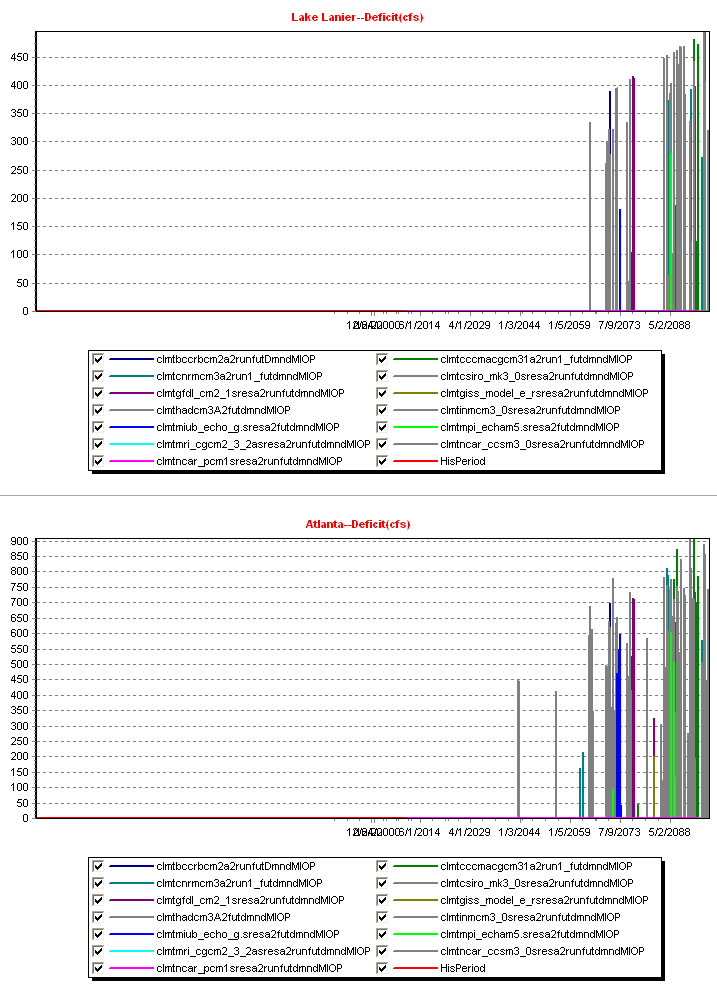 Lake Lanier--Deficit(cfs)
450
400
350
300
250
200
150
100
50
0
6/1/2014 4/1/2029 1/3/2044 1/5/2059 7/9/2073 5/2/2088
clmtbccrbcm2a2runfutDmndMIOP clmtcccmacgcm31a2run1_futdmndMIOP
clmtcnrmcm3a2run1_futdmndMIOP clmtcsiro_mk3_0sresa2runfutdmndMIOP
clmtgfdl_cm2_1sresa2runfutdmndMIOP clmtgiss_model_e_rsresa2runfutdmndMIOP
clmthadcm3A2futdmndMIOP clmtinmcm3_0sresa2runfutdmndMIOP
clmtmiub_echo_g.sresa2futdmndMIOP clmtmpi_echam5.sresa2futdmndMIOP
clmtmri_cgcm2_3_2asresa2runfutdmndMIOP clmtncar_ccsm3_0sresa2runfutdmndMIOP
clmtncar_pcm1sresa2runfutdmndMIOP HisPeriod
Atlanta--Deficit(cfs)
900
850
800
750
700
650
600
550
500
450
400
350
300
250
200
150
100
50
0
6/1/2014 4/1/2029 1/3/2044 1/5/2059 7/9/2073 5/2/2088
clmtbccrbcm2a2runfutDmndMIOP clmtcccmacgcm31a2run1_futdmndMIOP
clmtcnrmcm3a2run1_futdmndMIOP clmtcsiro_mk3_0sresa2runfutdmndMIOP
clmtgfdl_cm2_1sresa2runfutdmndMIOP clmtgiss_model_e_rsresa2runfutdmndMIOP
clmthadcm3A2futdmndMIOP clmtinmcm3_0sresa2runfutdmndMIOP
clmtmiub_echo_g.sresa2futdmndMIOP clmtmpi_echam5.sresa2futdmndMIOP
clmtmri_cgcm2_3_2asresa2runfutdmndMIOP clmtncar_ccsm3_0sresa2runfutdmndMIOP
clmtncar_pcm1sresa2runfutdmndMIOP HisPeriod